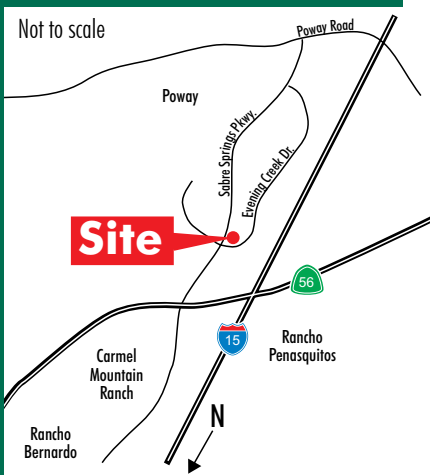 Not to scale
Poway Road
Poway
Sabre Springs Pkwy.
Evening Creek Dr.
Site
56
15
Rancho
Penasquitos
Carmel
Mountain
Ranch
N
Rancho
Bernardo